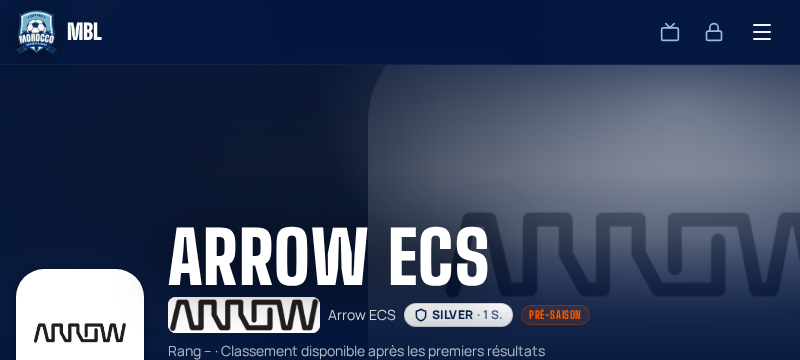 MOROCCO
MBL
ARROW
ARROW ECS
ARROW
ARROW
Arrow ECS
SILVER · 1 S.
PRÉ-SAISON
Rang – · Classement disponible après les premiers résultats